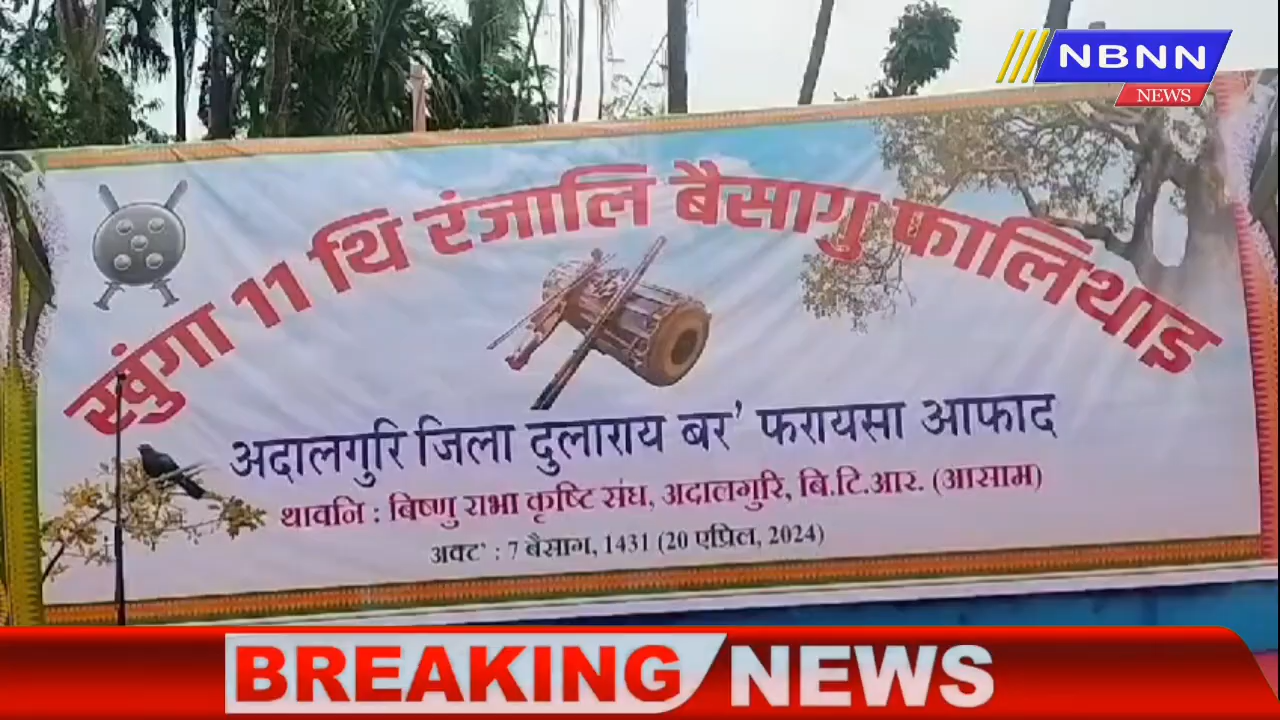 NBNN
NEWS
खुंगा 11 थि रंजालि बैसागु फालिथाइ
अदालगुरि जिला दुलाराय बर' फरायसा आफाद
थावनि : बिष्णु राभा कृष्टि संघ, अदालगुरि, बि.टि.आर. (आसाम)
अक्ट' : 7 बैसाग, 1431 (20 एप्रिल, 2024)
BREAKING NEWS